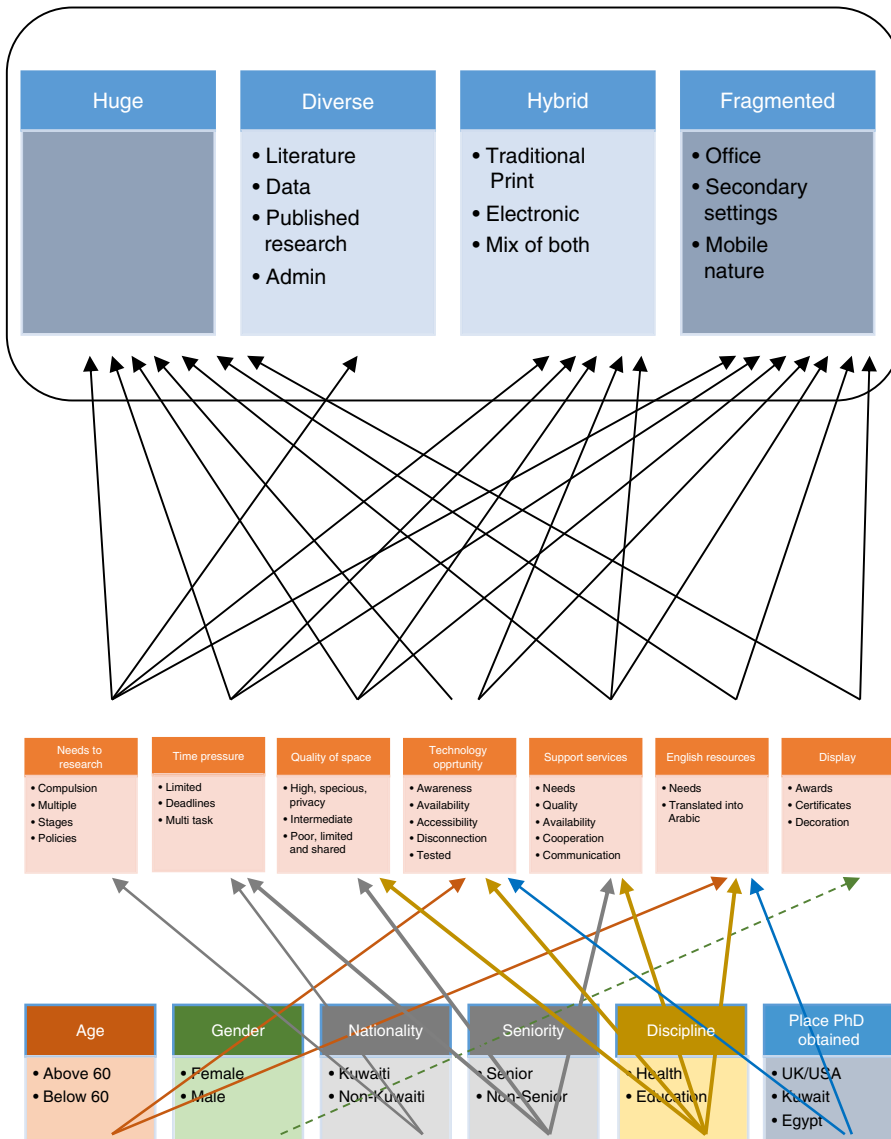 Huge
Diverse
• Literature
• Data
• Published
research
• Admin
Hybrid
• Traditional
Print
• Electronic
• Mix of both
Fragmented
• Office
• Secondary
settings
• Mobile
nature
Needs to
research
• Compulsion
• Multiple
• Stages
• Policies
Time pressure
• Limited
• Deadlines
• Multi task
Quality of space
• High, specious,
privacy
• Intermediate
• Poor, limited
and shared
Technology
opprtunity
• Awareness
• Availability
• Accessibility
• Disconnection
• Tested
Support services
• Needs
• Quality
• Availability
• Cooperation
• Communication
English resources
• Needs
• Translated into
Arabic
Display
• Awards
• Certificates
• Decoration
Age
• Above 60
• Below 60
Gender
• Female
• Male
Nationality
• Kuwaiti
• Non-Kuwaiti
Seniority
• Senior
• Non-Senior
Discipline
• Health
• Education
Place PhD
obtained
• UK/USA
• Kuwait
• Egypt